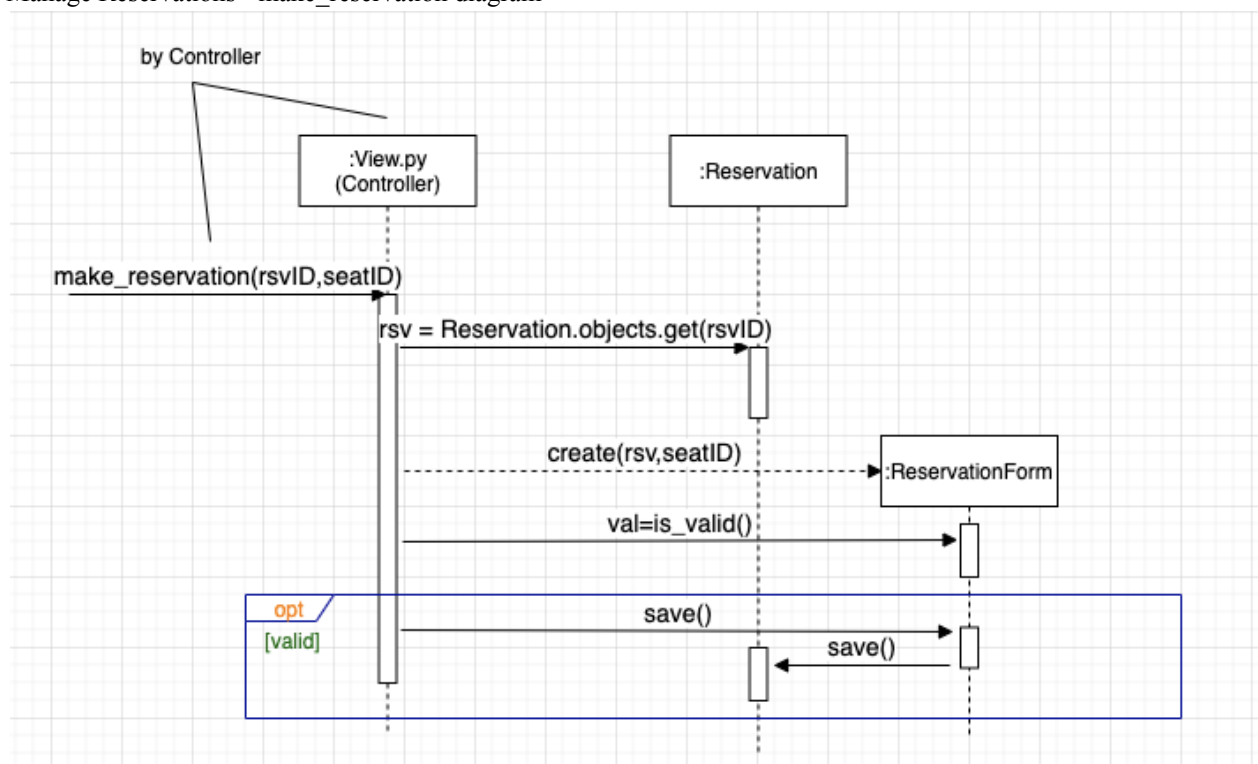 Manage Reservations - make_reservation diagram
by Controller
:View.py
(Controller)
:Reservation
make_reservation(rsvID,seatID)
rsv = Reservation.objects.get(rsvID)
create(rsv,seatID)
:ReservationForm
val=is_valid()
opt
save()
[valid]
save()